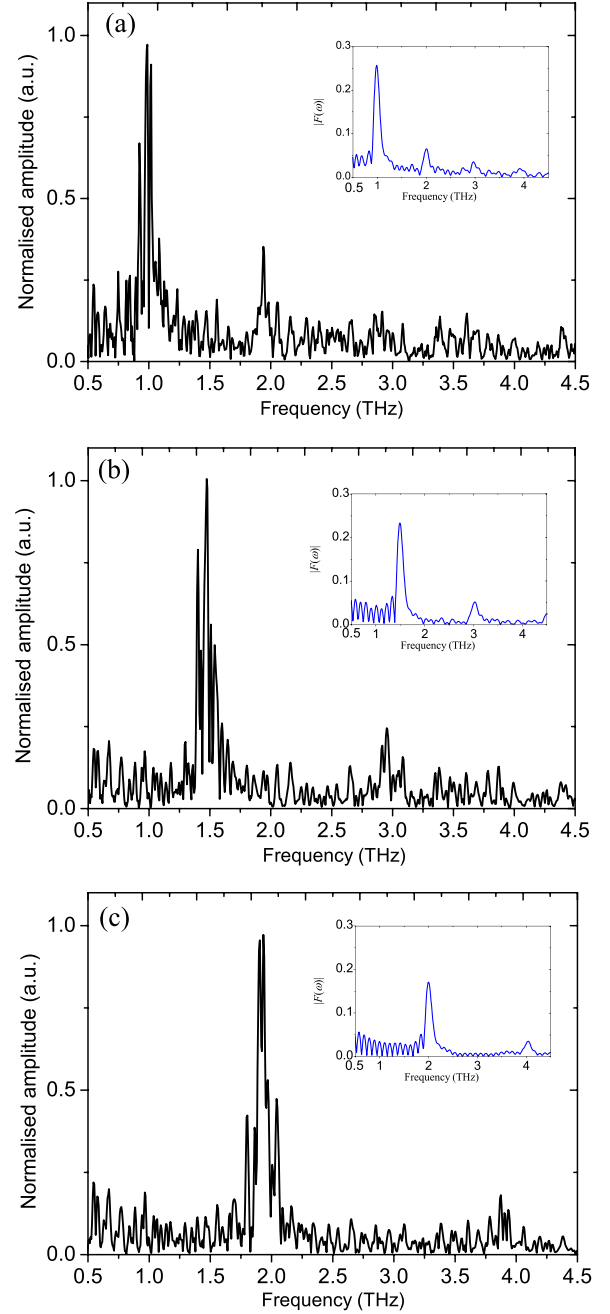 (a)
Normalised amplitude (a.u.)
1.0
0.5
0.0
0.5 1.0 1.5 2.0 2.5 3.0 3.5 4.0 4.5
Frequency (THz)
|F(ω)|
0.3
0.2
0.1
0.0
0.5 1 2 3 4
Frequency (THz)
(b)
Normalised amplitude (a.u.)
1.0
0.5
0.0
0.5 1.0 1.5 2.0 2.5 3.0 3.5 4.0 4.5
Frequency (THz)
|F(ω)|
0.3
0.2
0.1
0.0
0.5 1 2 3 4
Frequency (THz)
(c)
Normalised amplitude (a.u.)
1.0
0.5
0.0
0.5 1.0 1.5 2.0 2.5 3.0 3.5 4.0 4.5
Frequency (THz)
|F(ω)|
0.3
0.2
0.1
0.0
0.5 1 2 3 4
Frequency (THz)